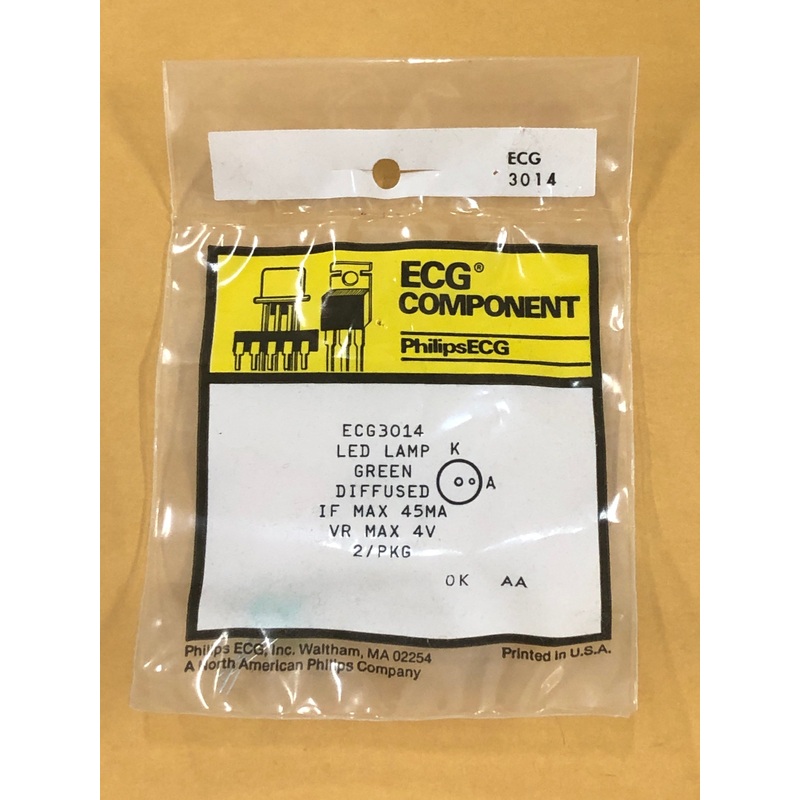 ECG
3014
ECG®
COMPONENT
PhilipsECG
ECG3014
LED LAMP K
GREEN
A
DIFFUSED
IF MAX 45MA
VR MAX 4V
2/PKG
OK AA
Philips ECG, Inc. Waltham, MA 02254
A North American Philips Company
Printed in U.S.A.